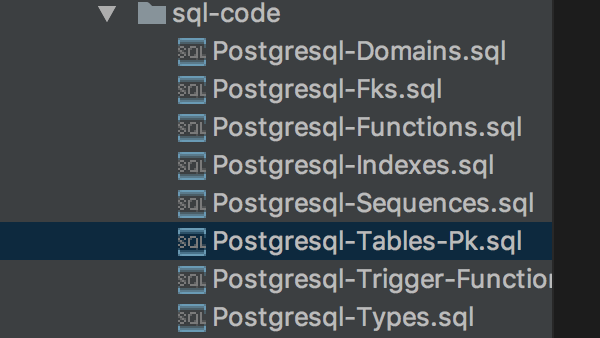 sql-code
SQL Postgresql-Domains.sql
SQL Postgresql-Fks.sql
SQL Postgresql-Functions.sql
SQL Postgresql-Indexes.sql
SQL Postgresql-Sequences.sql
SQL Postgresql-Tables-Pk.sql
SQL Postgresql-Trigger-Function
SQL Postgresql-Types.sql